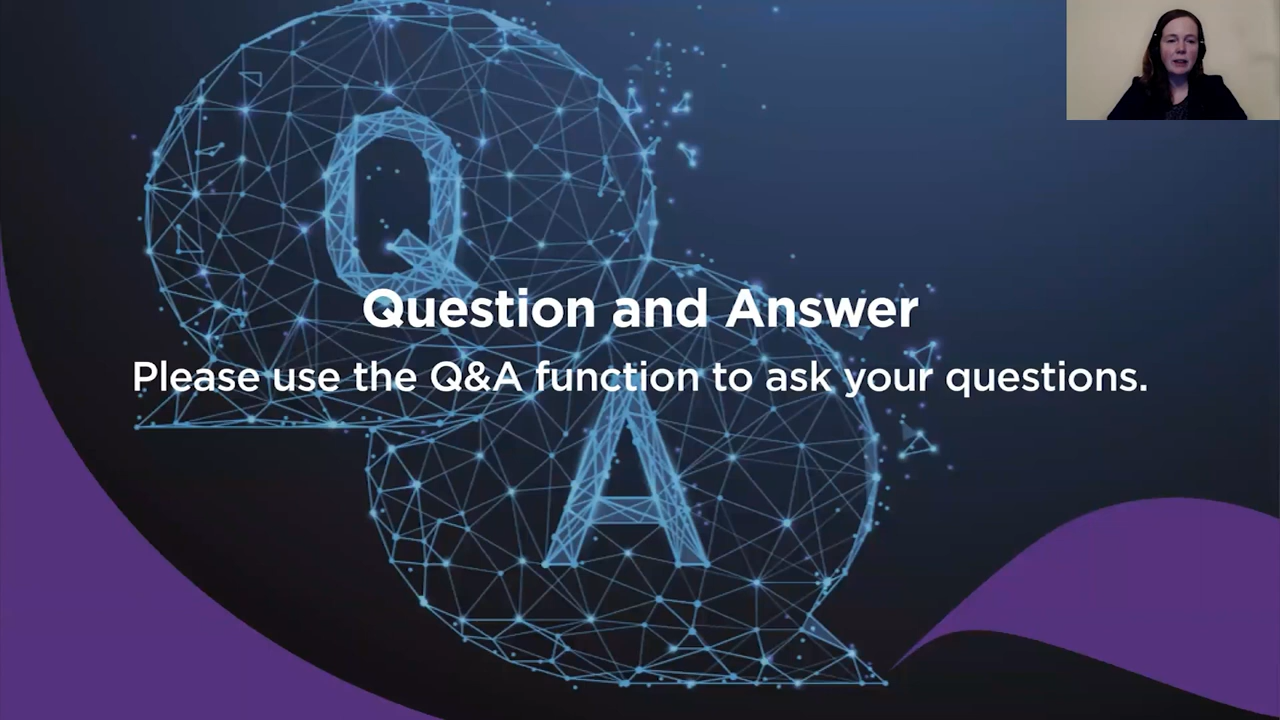 Q
Question and Answer
Please use the Q&A function to ask your questions.
A